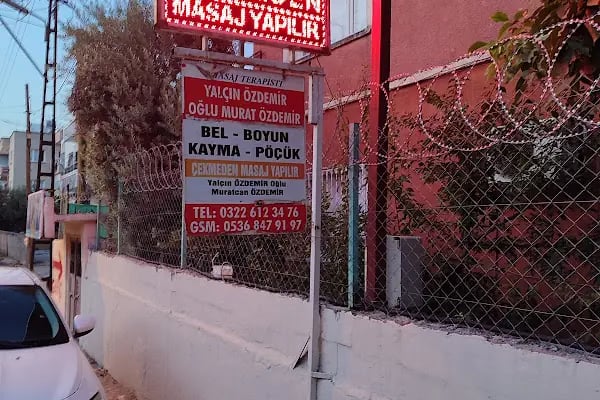 MASAJ YAPILIR
MASAJ TERAPİSTİ
YALÇIN ÖZDEMİR
OĞLU MURAT ÖZDEMİR
BEL - BOYUN
KAYMA - PÖÇÜK
ÇEKMEDEN MASAJ YAPILIR
Yalçın ÖZDEMİR Oğlu
Muratcan ÖZDEMİR
TEL: 0322 612 34 76
GSM: 0536 847 91 97